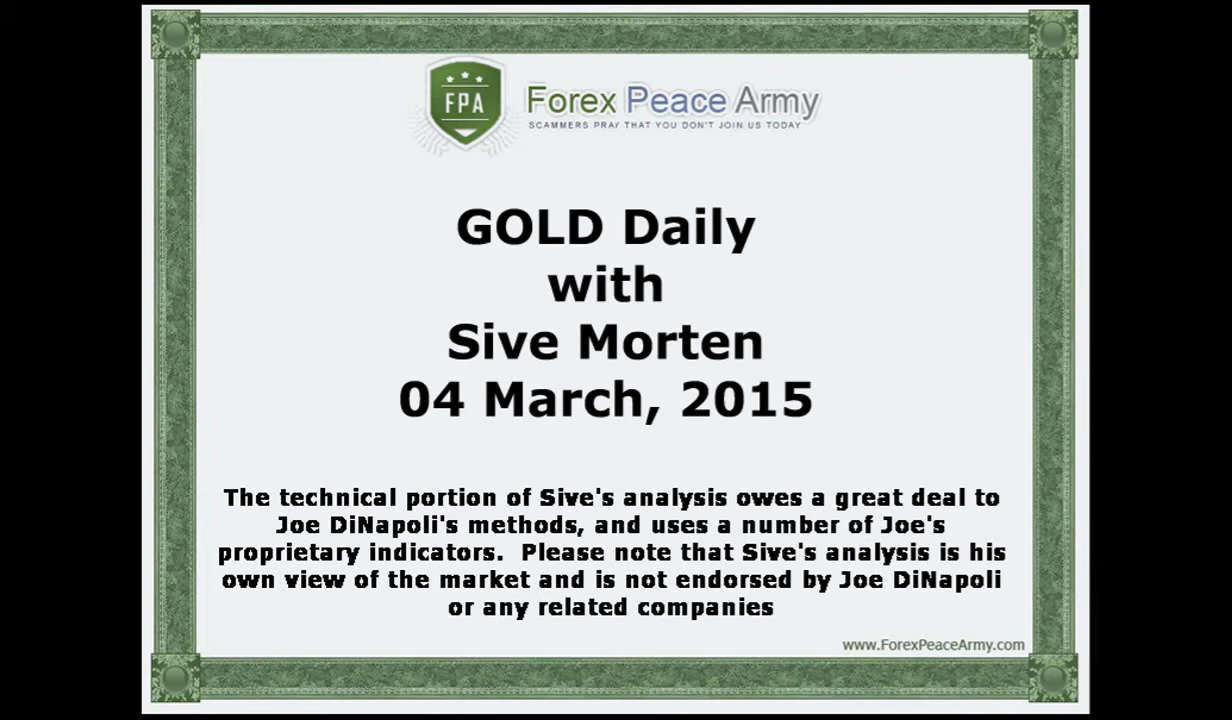 FPA
Forex Peace Army
SCAMMERS PRAY THAT YOU DON'T JOIN US TODAY
GOLD Daily
with
Sive Morten
04 March, 2015
The technical portion of Sive's analysis owes a great deal to
Joe DiNapoli's methods, and uses a number of Joe's
proprietary indicators.  Please note that Sive's analysis is his
own view of the market and is not endorsed by Joe DiNapoli
or any related companies
www.ForexPeaceArmy.com